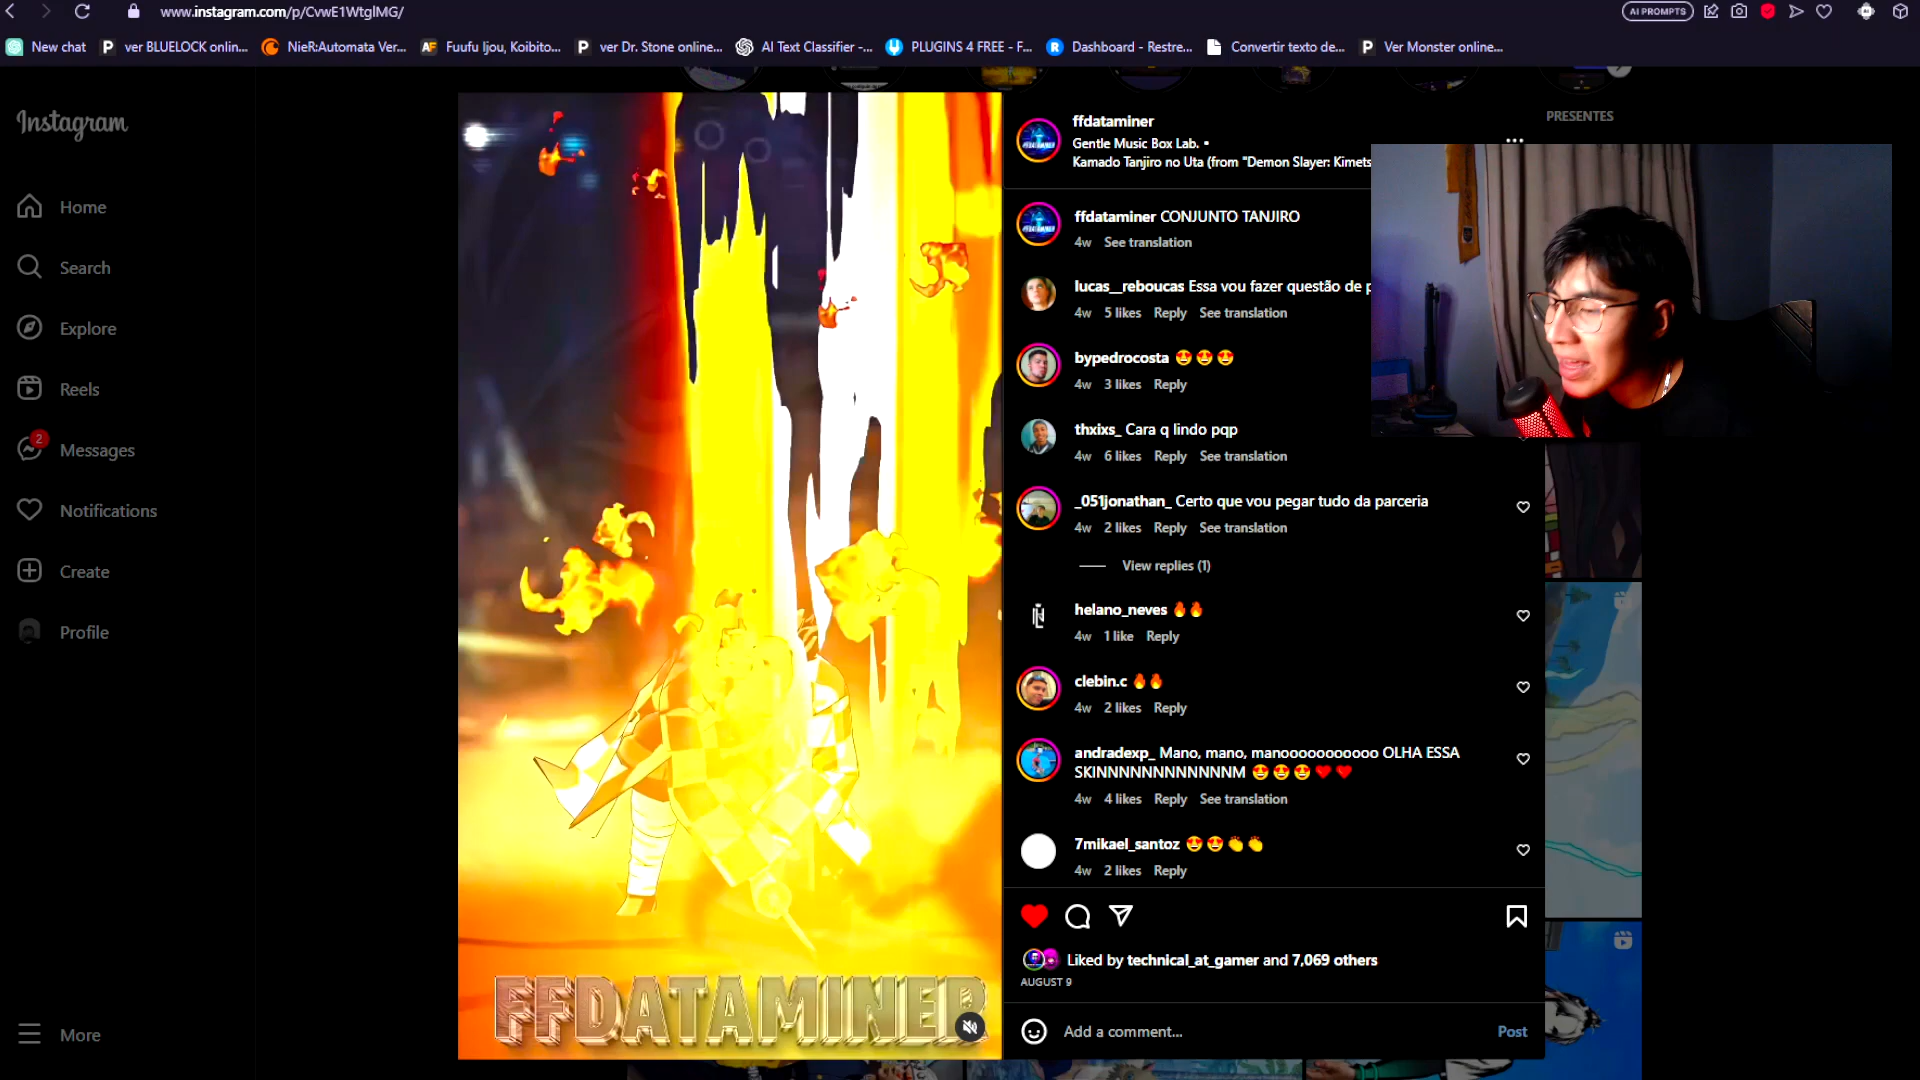 www.instagram.com/p/CvwE1WtglMG/
AI PROMPTS
New chat
ver BLUELOCK onlin...
NieR:Automata Ver...
Fuufu Ijou, Koibito...
ver Dr. Stone online...
AI Text Classifier -...
PLUGINS 4 FREE - F...
Dashboard - Restre...
Convertir texto de...
Ver Monster online...
Instagram
Home
Search
Explore
Reels
2
Messages
Notifications
Create
Profile
More
FFDATAMINER
PRESENTES
ffdataminer
Gentle Music Box Lab. •
Kamado Tanjiro no Uta (from "Demon Slayer: Kimets
ffdataminer CONJUNTO TANJIRO
4w See translation
lucas__reboucas Essa vou fazer questão de p
4w 5 likes Reply See translation
bypedrocosta 😍 😍 😍
4w 3 likes Reply
thxixs_ Cara q lindo pqp
4w 6 likes Reply See translation
_051jonathan_ Certo que vou pegar tudo da parceria
4w 2 likes Reply See translation
View replies (1)
helano_neves 🔥🔥
4w 1 like Reply
clebin.c 🔥🔥
4w 2 likes Reply
andradexp_ Mano, mano, manooooooooooo OLHA ESSA
SKINNNNNNNNNNNNM 😍 😍 😍 ❤️ ❤️
4w 4 likes Reply See translation
7mikael_santoz 😍 😍 👏 👏
4w 2 likes Reply
Liked by technical_at_gamer and 7,069 others
AUGUST 9
Add a comment...
Post